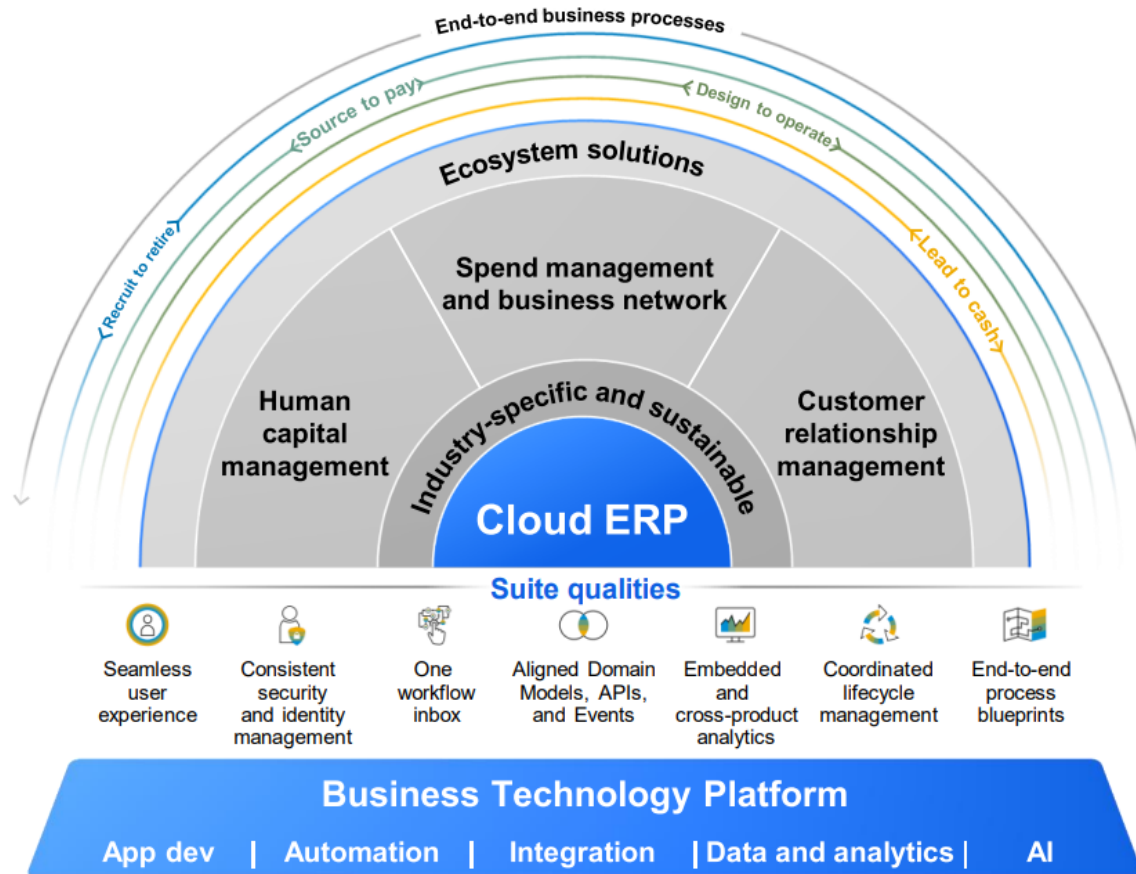 End-to-end business processes
Source to pay
Design to operate
Recruit to retire
Lead to cash
Ecosystem solutions
Spend management
and business network
Human
capital
management
Customer
relationship
management
Industry-specific and sustainable
Cloud ERP
Suite qualities
Seamless
user
experience
Consistent
security
and identity
management
One
workflow
inbox
Aligned Domain
Models, APIs,
and Events
Embedded
and
cross-product
analytics
Coordinated
lifecycle
management
End-to-end
process
blueprints
Business Technology Platform
App dev | Automation | Integration | Data and analytics | AI